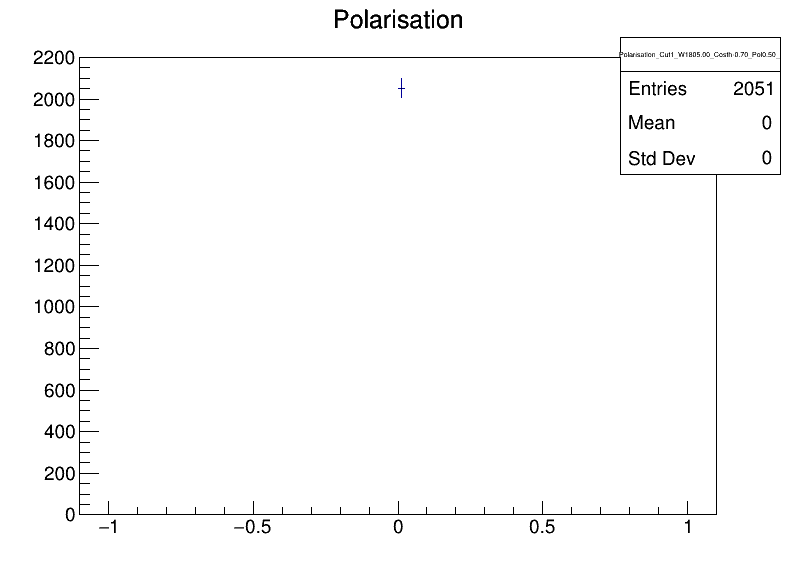 Polarisation
Polarisation_Cut1_W1805.00_Costh-0.70_Pol0.50_
Entries 2051
Mean 0
Std Dev 0
2200
2000
1800
1600
1400
1200
1000
800
600
400
200
0
−1 −0.5 0 0.5 1